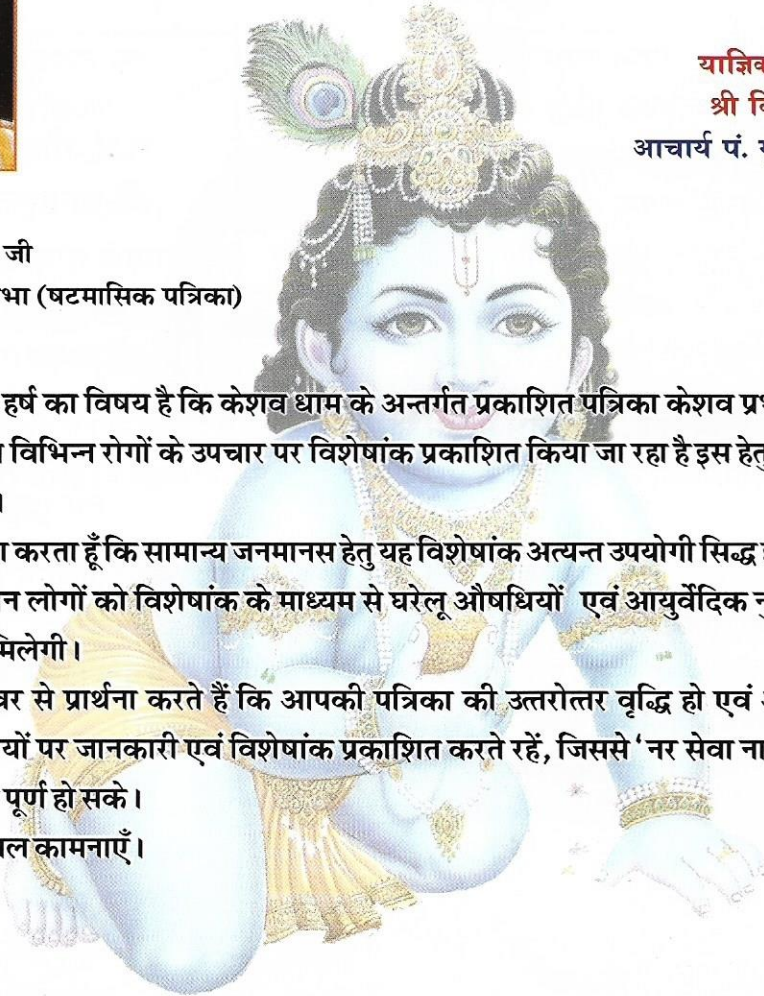 याज्ञिक
श्री
आचार्य पं.
जी
भा (षटमासिक पत्रिका)
हर्ष का विषय है कि केशव धाम के अन्तर्गत प्रकाशित पत्रिका केशव
विभिन्न रोगों के उपचार पर विशेषांक प्रकाशित किया जा रहा है इस हेतु
।
करता हूँ कि सामान्य जनमानस हेतु यह विशेषांक अत्यन्त उपयोगी सिद्ध
न लोगों को विशेषांक के माध्यम से घरेलू औषधियों एवं आयुर्वेदिक
मिलेगी।
से प्रार्थना करते हैं कि आपकी पत्रिका की उत्तरोत्तर वृद्धि हो एवं
यों पर जानकारी एवं विशेषांक प्रकाशित करते रहें, जिससे 'नर सेवा
पूर्ण हो सके।
ल कामनाएँ।